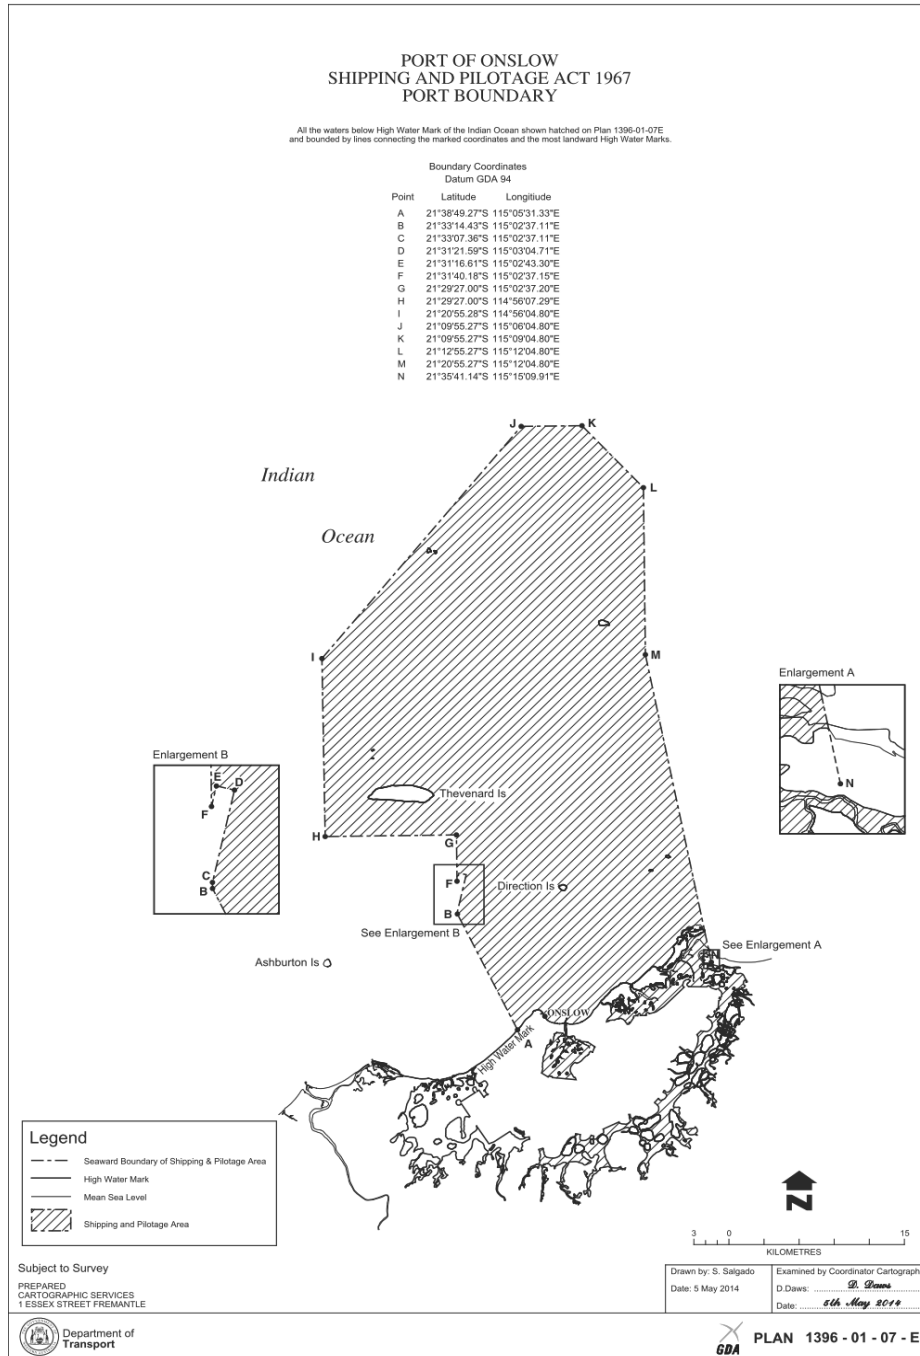 PORT OF ONSLOW
SHIPPING AND PILOTAGE ACT 1967
PORT BOUNDARY
All the waters below High Water Mark of the Indian Ocean shown hatched on Plan 1396-01-07E
and bounded by lines connecting the marked coordinates and the most landward High Water Marks.
Boundary Coordinates
Datum GDA 94
Point Latitude Longitiude
A 21°38'49.27"S 115°05'31.33"E
B 21°33'14.43"S 115°02'37.11"E
C 21°33'07.36"S 115°02'37.11"E
D 21°31'21.59"S 115°03'04.71"E
E 21°31'16.61"S 115°02'43.30"E
F 21°31'40.18"S 115°02'37.15"E
G 21°29'27.00"S 115°02'37.20"E
H 21°29'27.00"S 114°56'07.29"E
I 21°20'55.28"S 114°56'04.80"E
J 21°09'55.27"S 115°06'04.80"E
K 21°09'55.27"S 115°09'04.80"E
L 21°12'55.27"S 115°12'04.80"E
M 21°20'55.27"S 115°12'04.80"E
N 21°35'41.14"S 115°15'09.91"E
J
K
Indian
L
Ocean
I
M
Enlargement A
N
Enlargement B
E
D
F
C
B
Thevenard Is
H
G
F
Direction Is
B
See Enlargement B
See Enlargement A
N
Ashburton Is
ONSLOW
A
High Water Mark
Legend
Seaward Boundary of Shipping & Pilotage Area
High Water Mark
Mean Sea Level
Shipping and Pilotage Area
N
3 0 15
KILOMETRES
Subject to Survey
PREPARED
CARTOGRAPHIC SERVICES
1 ESSEX STREET FREMANTLE
Drawn by: S. Salgado
Date: 5 May 2014
Examined by Coordinator Cartograph
D.Daws: D. Daws
Date: 5th May 2014
Department of
Transport
GDA
PLAN 1396 - 01 - 07 - E